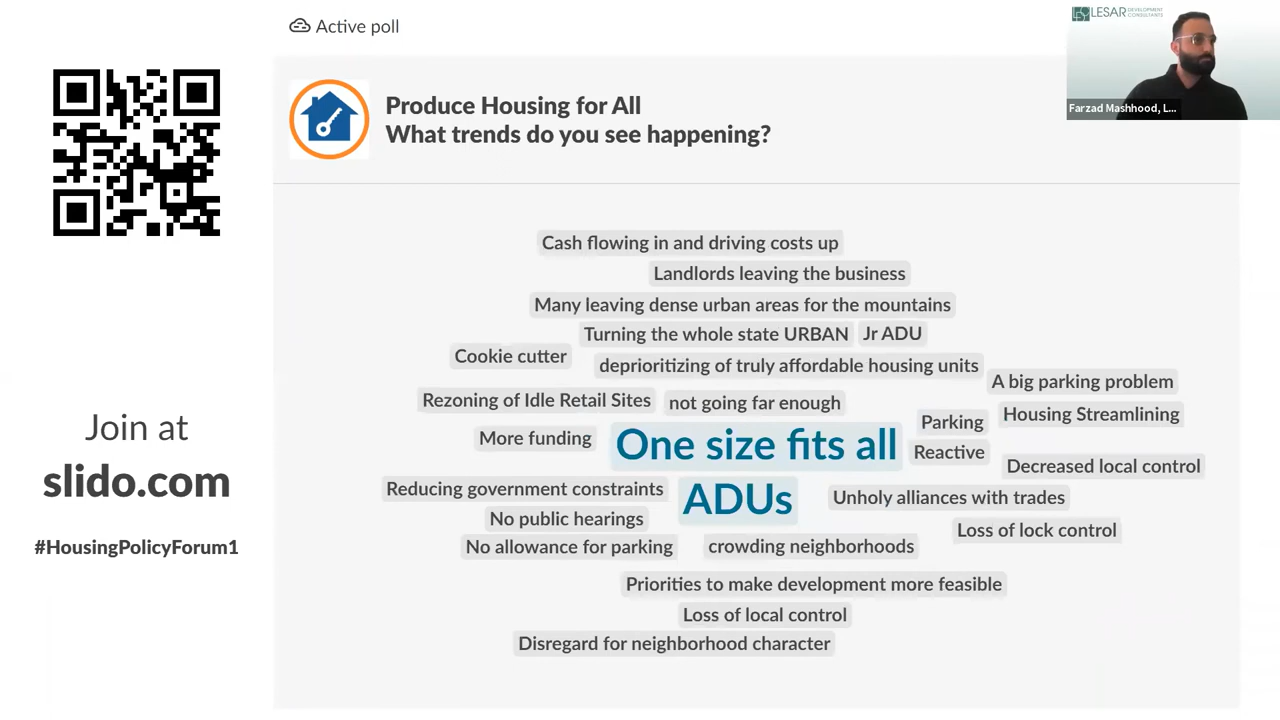 Active poll
LESAR DEVELOPMENT
CONSULTANTS
Farzad Mashhood, L...
Produce Housing for All
What trends do you see happening?
Join at
slido.com
#HousingPolicyForum1
Cash flowing in and driving costs up
Landlords leaving the business
Many leaving dense urban areas for the mountains
Turning the whole state URBAN
Jr ADU
Cookie cutter
deprioritizing of truly affordable housing units
A big parking problem
Rezoning of Idle Retail Sites
not going far enough
Parking
Housing Streamlining
More funding
One size fits all
Reactive
Decreased local control
Reducing government constraints
ADUs
Unholy alliances with trades
No public hearings
Loss of lock control
No allowance for parking
crowding neighborhoods
Priorities to make development more feasible
Loss of local control
Disregard for neighborhood character